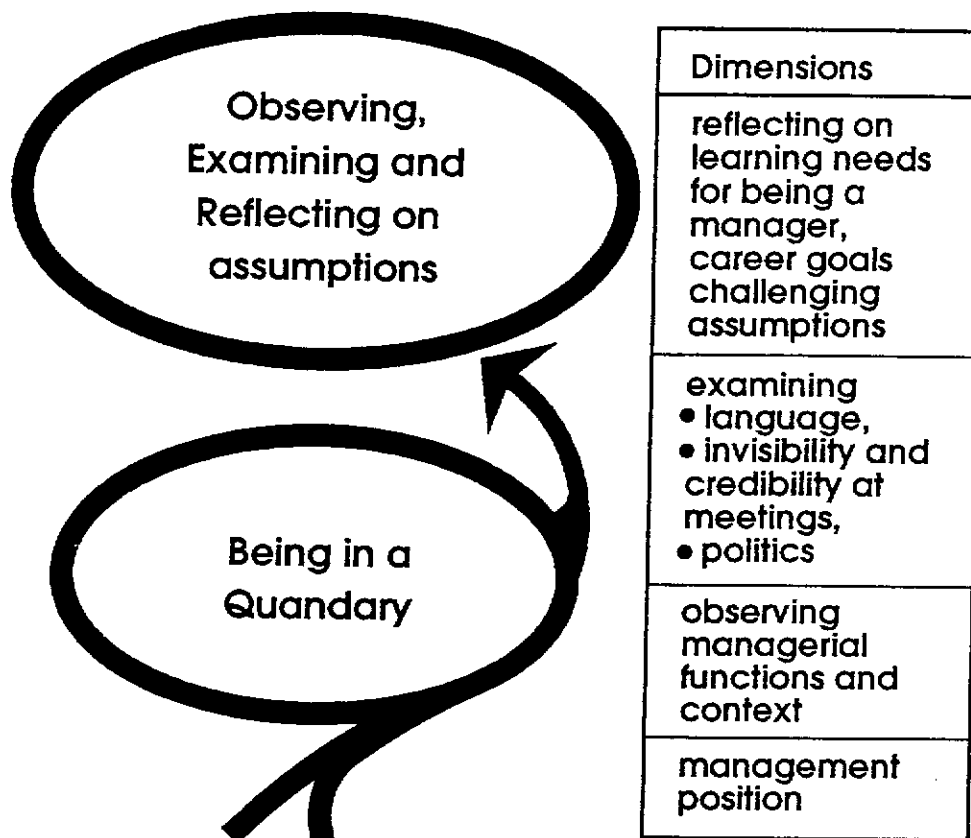 Observing,
Examining and
Reflecting on
assumptions
Being in a
Quandary
Dimensions
reflecting on
learning needs
for being a
manager,
career goals
challenging
assumptions
examining
• language,
• invisibility and
credibility at
meetings,
• politics
observing
managerial
functions and
context
management
position